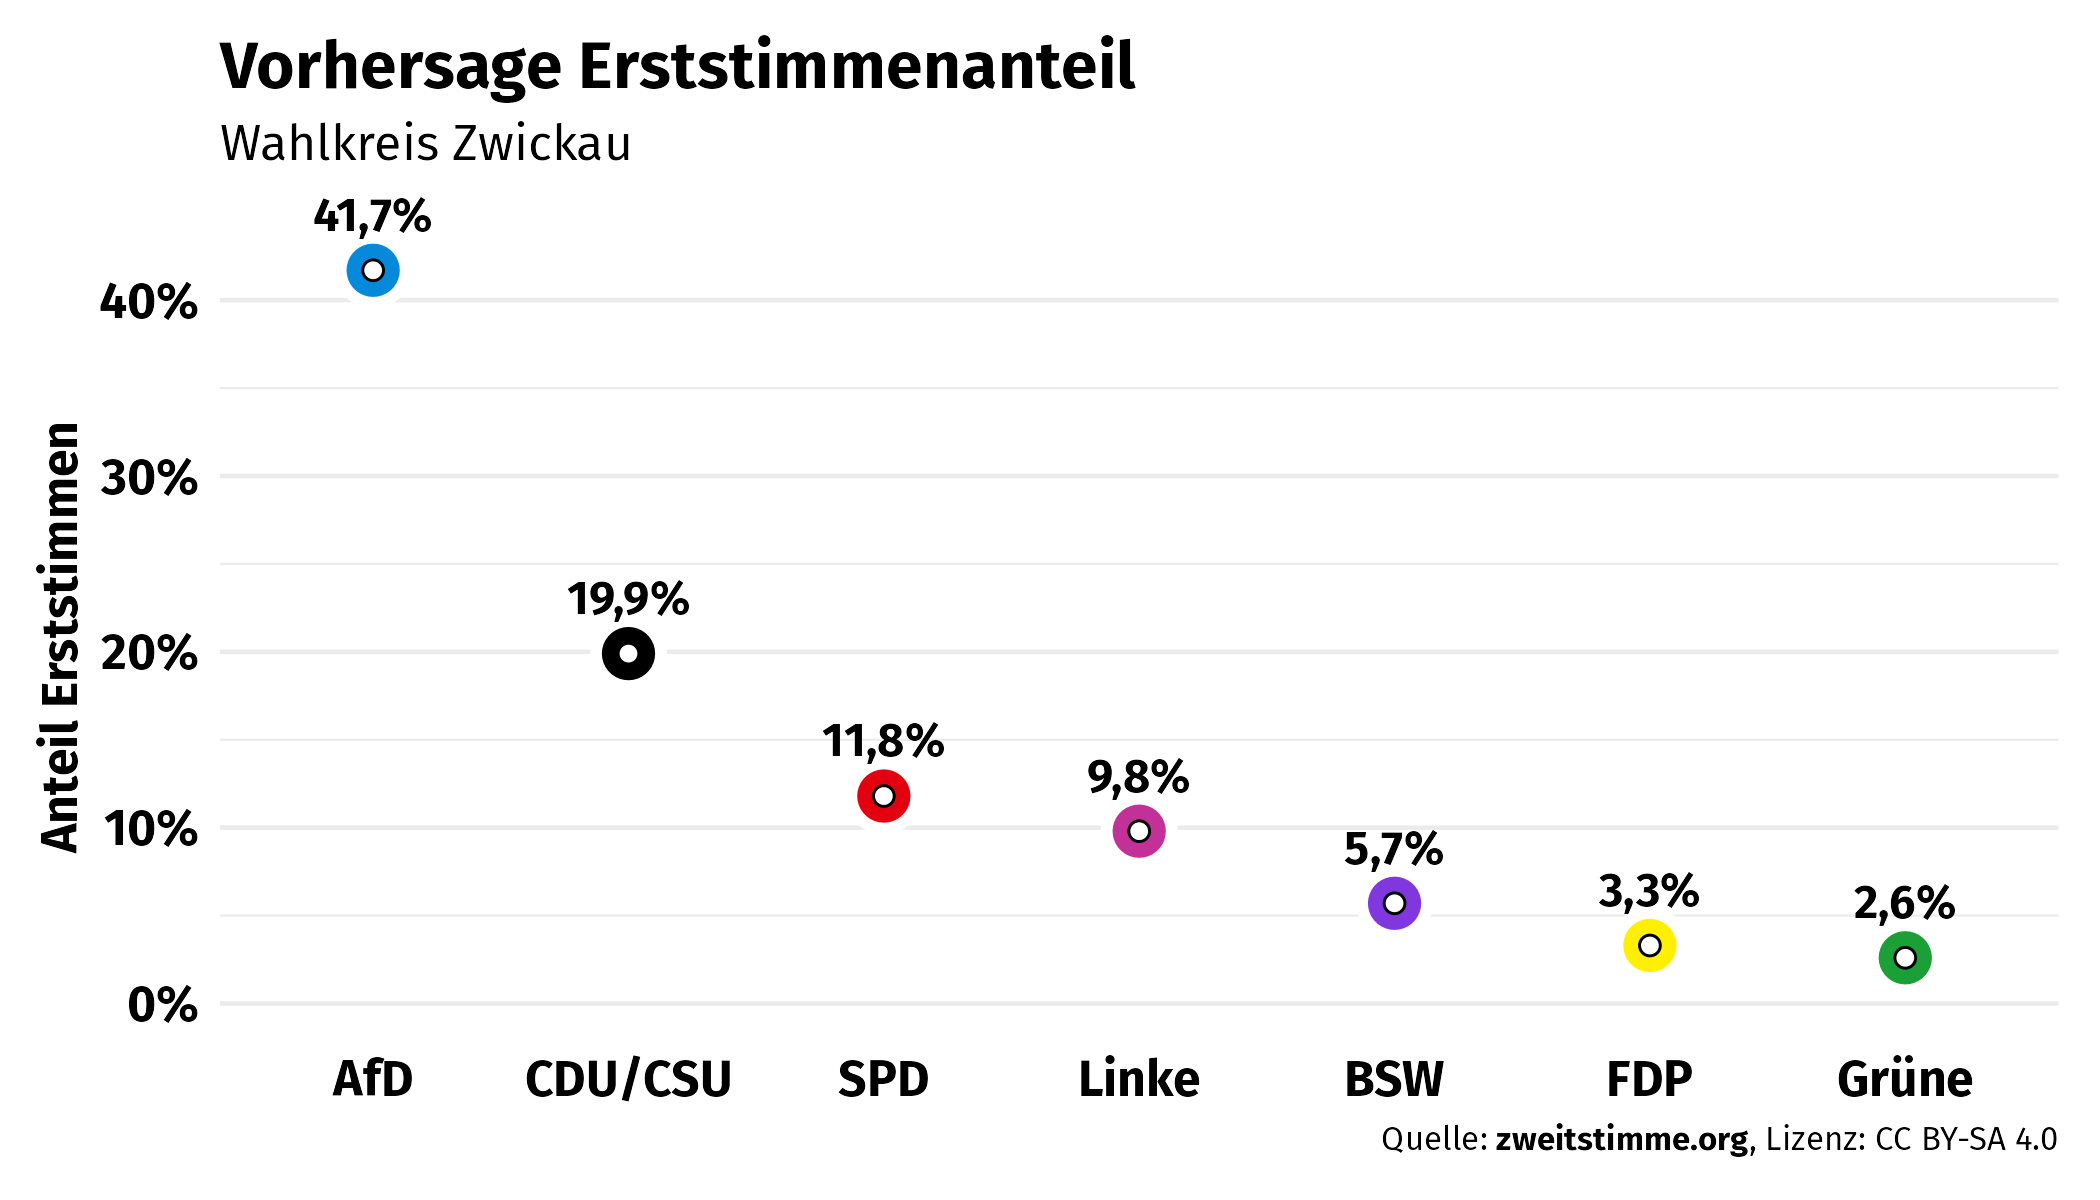 Vorhersage Erststimmenanteil
Wahlkreis Zwickau
41,7%
40%
30%
19,9%
20%
11,8%
9,8%
10%
5,7%
3,3%
2,6%
0%
Anteil Erststimmen
AfD CDU/CSU SPD Linke BSW FDP Grüne
Quelle: zweitstimme.org, Lizenz: CC BY-SA 4.0